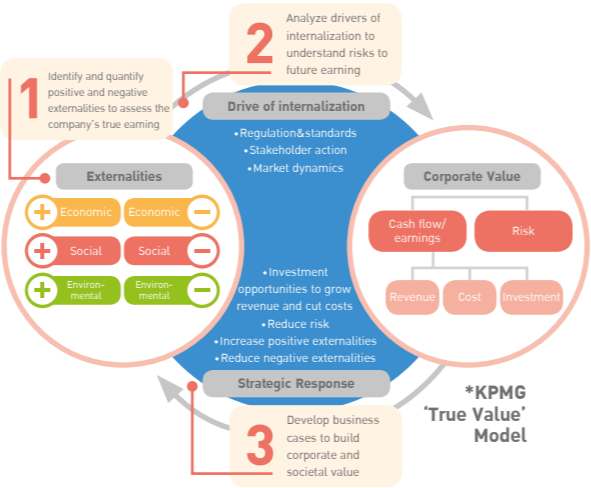 2
Analyze drivers of
internalization to
understand risks to
future earning
1
Identify and quantify
positive and negative
externalities to assess the
company's true earning
Drive of internalization
•Regulation&standards
•Stakeholder action
•Market dynamics
Externalities
+ Economic Economic −
+ Social Social −
+ Environ-
mental
Environ-
mental −
Corporate Value
Cash flow/
earnings
Risk
Revenue Cost Investment
•Investment
opportunities to grow
revenue and cut costs
•Reduce risk
•Increase positive externalities
•Reduce negative externalities
Strategic Response
3
Develop business
cases to build
corporate and
societal value
*KPMG
'True Value'
Model